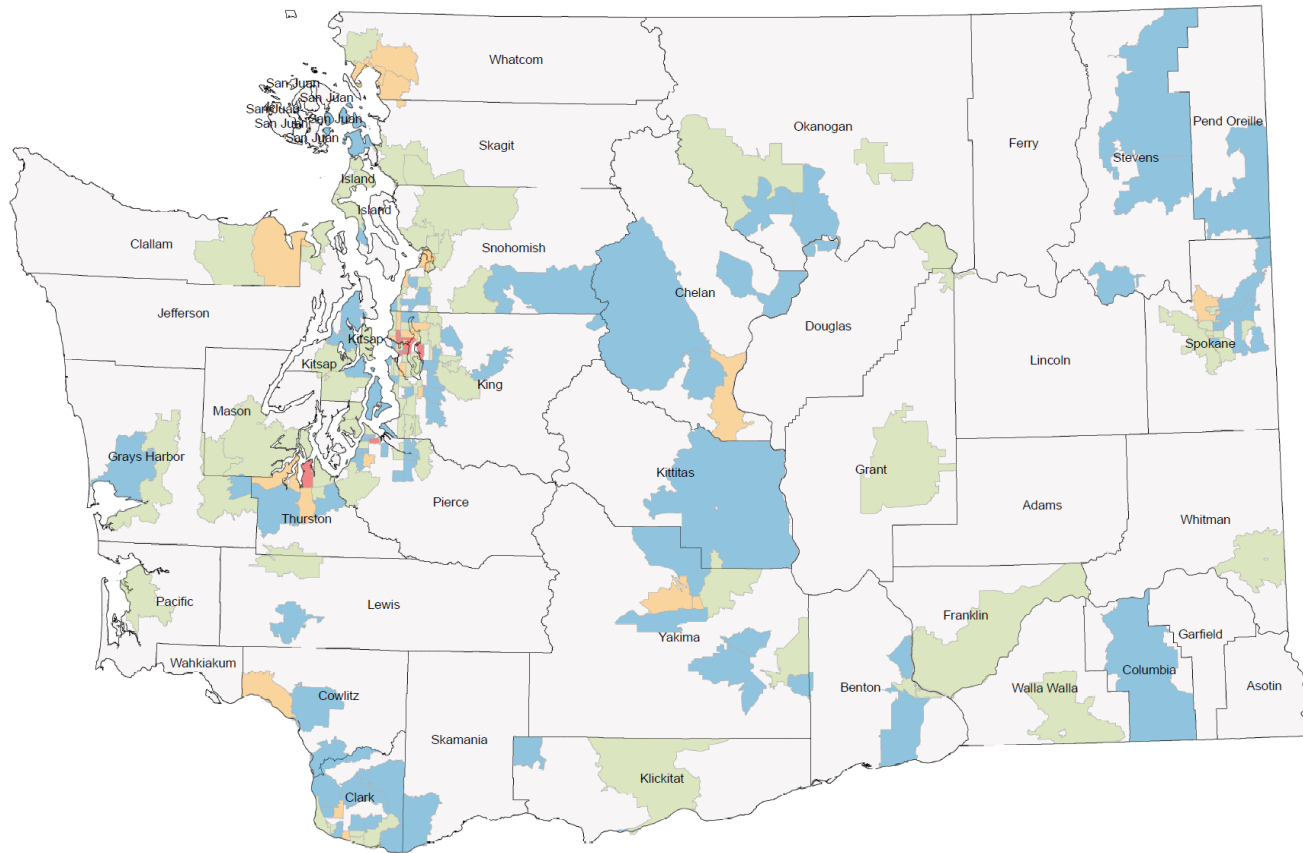 Whatcom
San Juan
San Juan
San Juan
San Juan
San Juan
San Juan
Okanogan
Ferry
Pend Oreille
Stevens
Skagit
Island
Island
Clallam
Snohomish
Chelan
Jefferson
Douglas
Kitsap
Kitsap
Lincoln
Spokane
King
Mason
Grays Harbor
Kittitas
Grant
Pierce
Adams
Whitman
Thurston
Pacific
Lewis
Yakima
Franklin
Garfield
Wahkiakum
Cowlitz
Benton
Walla Walla
Columbia
Asotin
Skamania
Klickitat
Clark